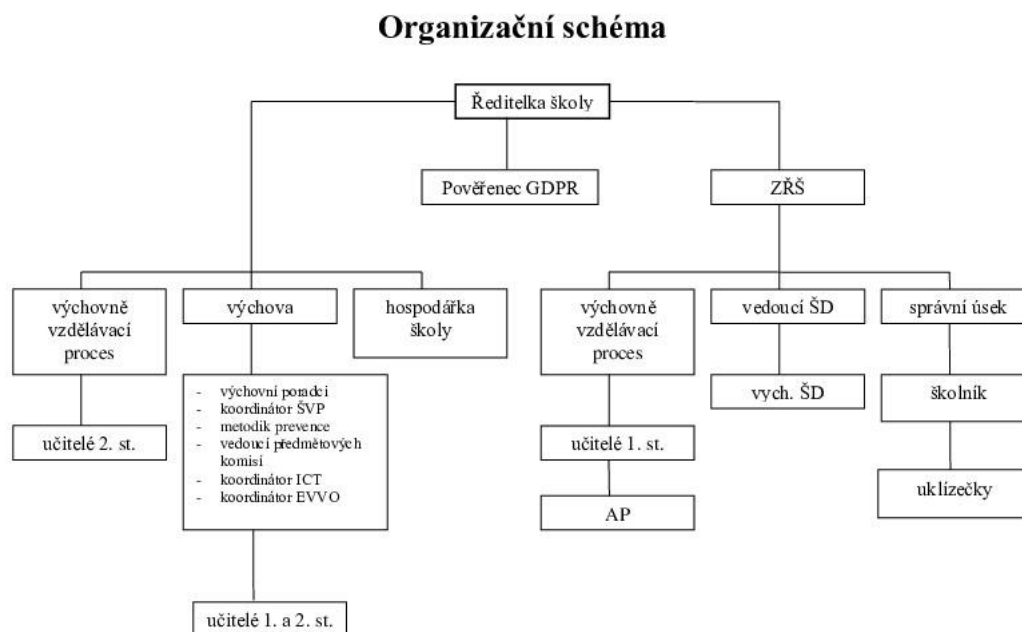 Organizační schéma
Ředitelka školy
Pověřenec GDPR
ZŘŠ
výchovně
vzdělávací
proces
výchova
hospodářka
školy
výchovně
vzdělávací
proces
vedoucí ŠD
správní úsek
učitelé 2. st.
- výchovní poradci
- koordinátor ŠVP
- metodik prevence
- vedoucí předmětových
komisí
- koordinátor ICT
- koordinátor EVVO
učitelé 1. st.
vych. ŠD
školník
AP
uklízečky
učitelé 1. a 2. st.